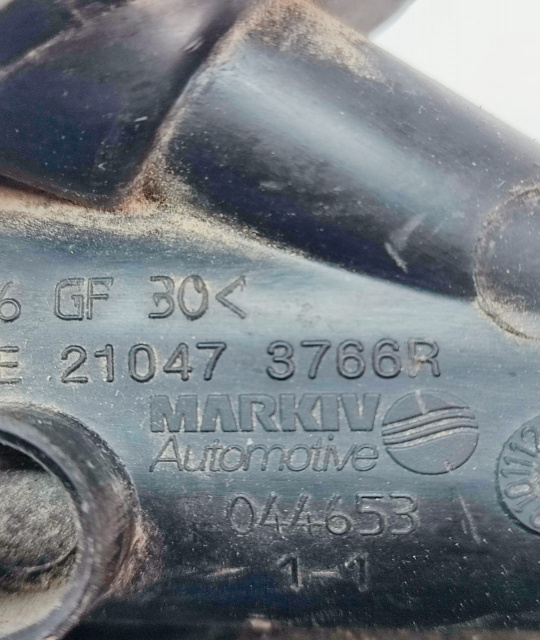 6 GF 30<
E 21047 3766R
MARKIV
Automotive
044653
1-1